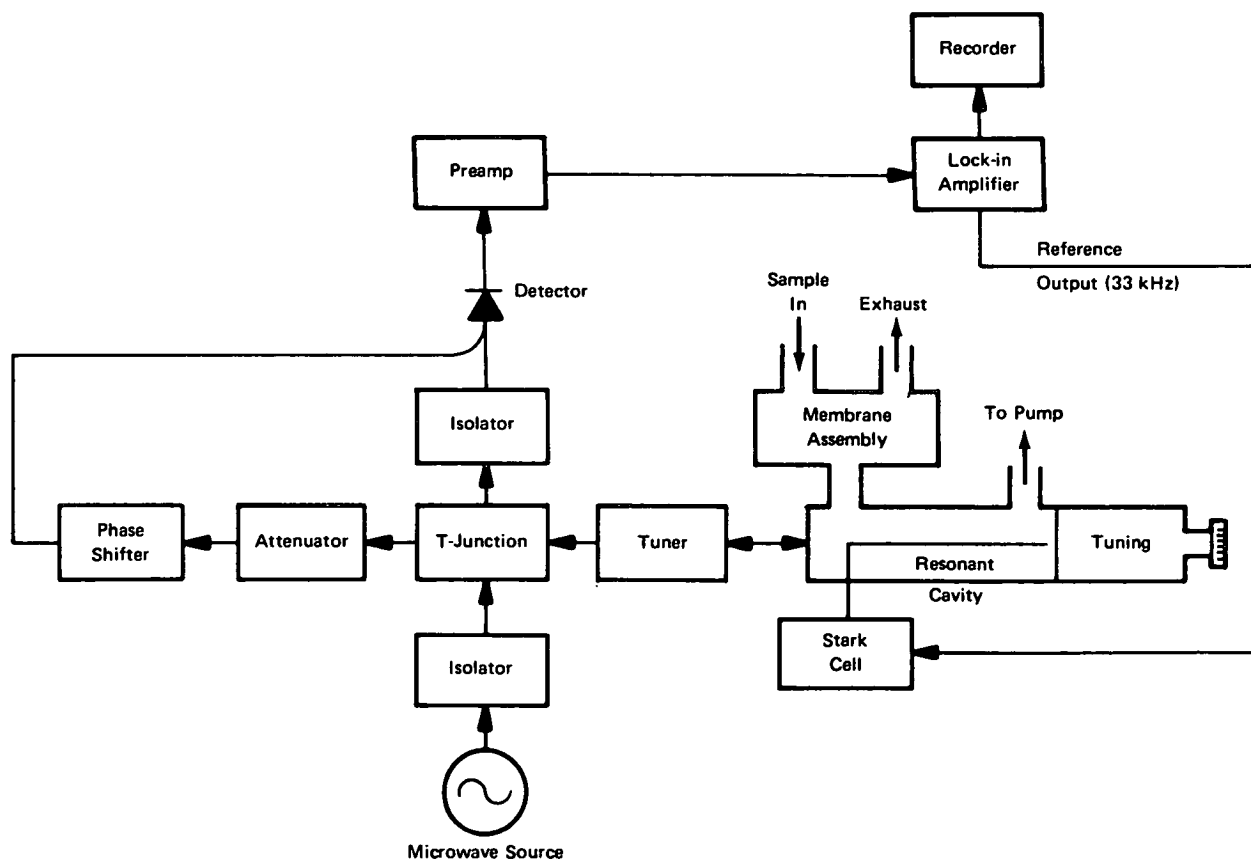 Recorder
Preamp
Lock-in
Amplifier
Reference
Output (33 kHz)
Detector
Sample
In
Exhaust
Isolator
Membrane
Assembly
To Pump
Phase
Shifter
Attenuator
T-Junction
Tuner
Resonant
Cavity
Tuning
Isolator
Stark
Cell
Microwave Source